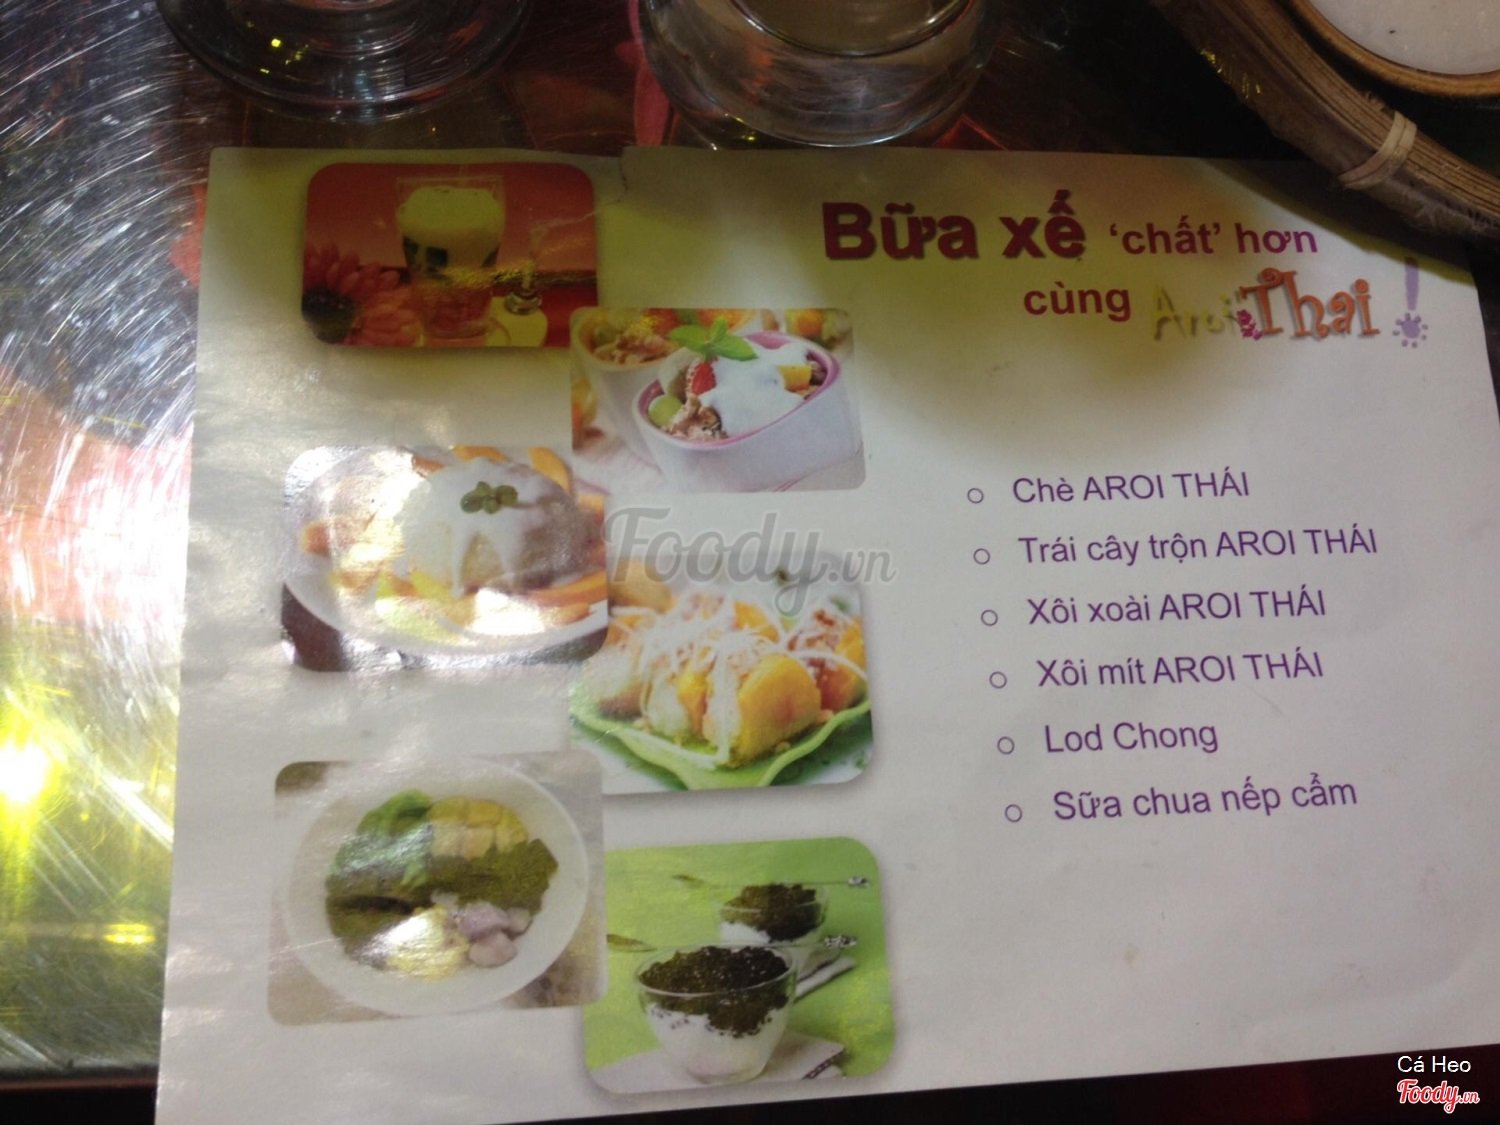 Bữa xế 'chất' hơn
cùng Aroi Thai!
Chè AROI THÁI
Trái cây trộn AROI THÁI
Xôi xoài AROI THÁI
Xôi mít AROI THÁI
Lod Chong
Sữa chua nếp cẩm
Foody.vn
Cá Heo
Foody.vn